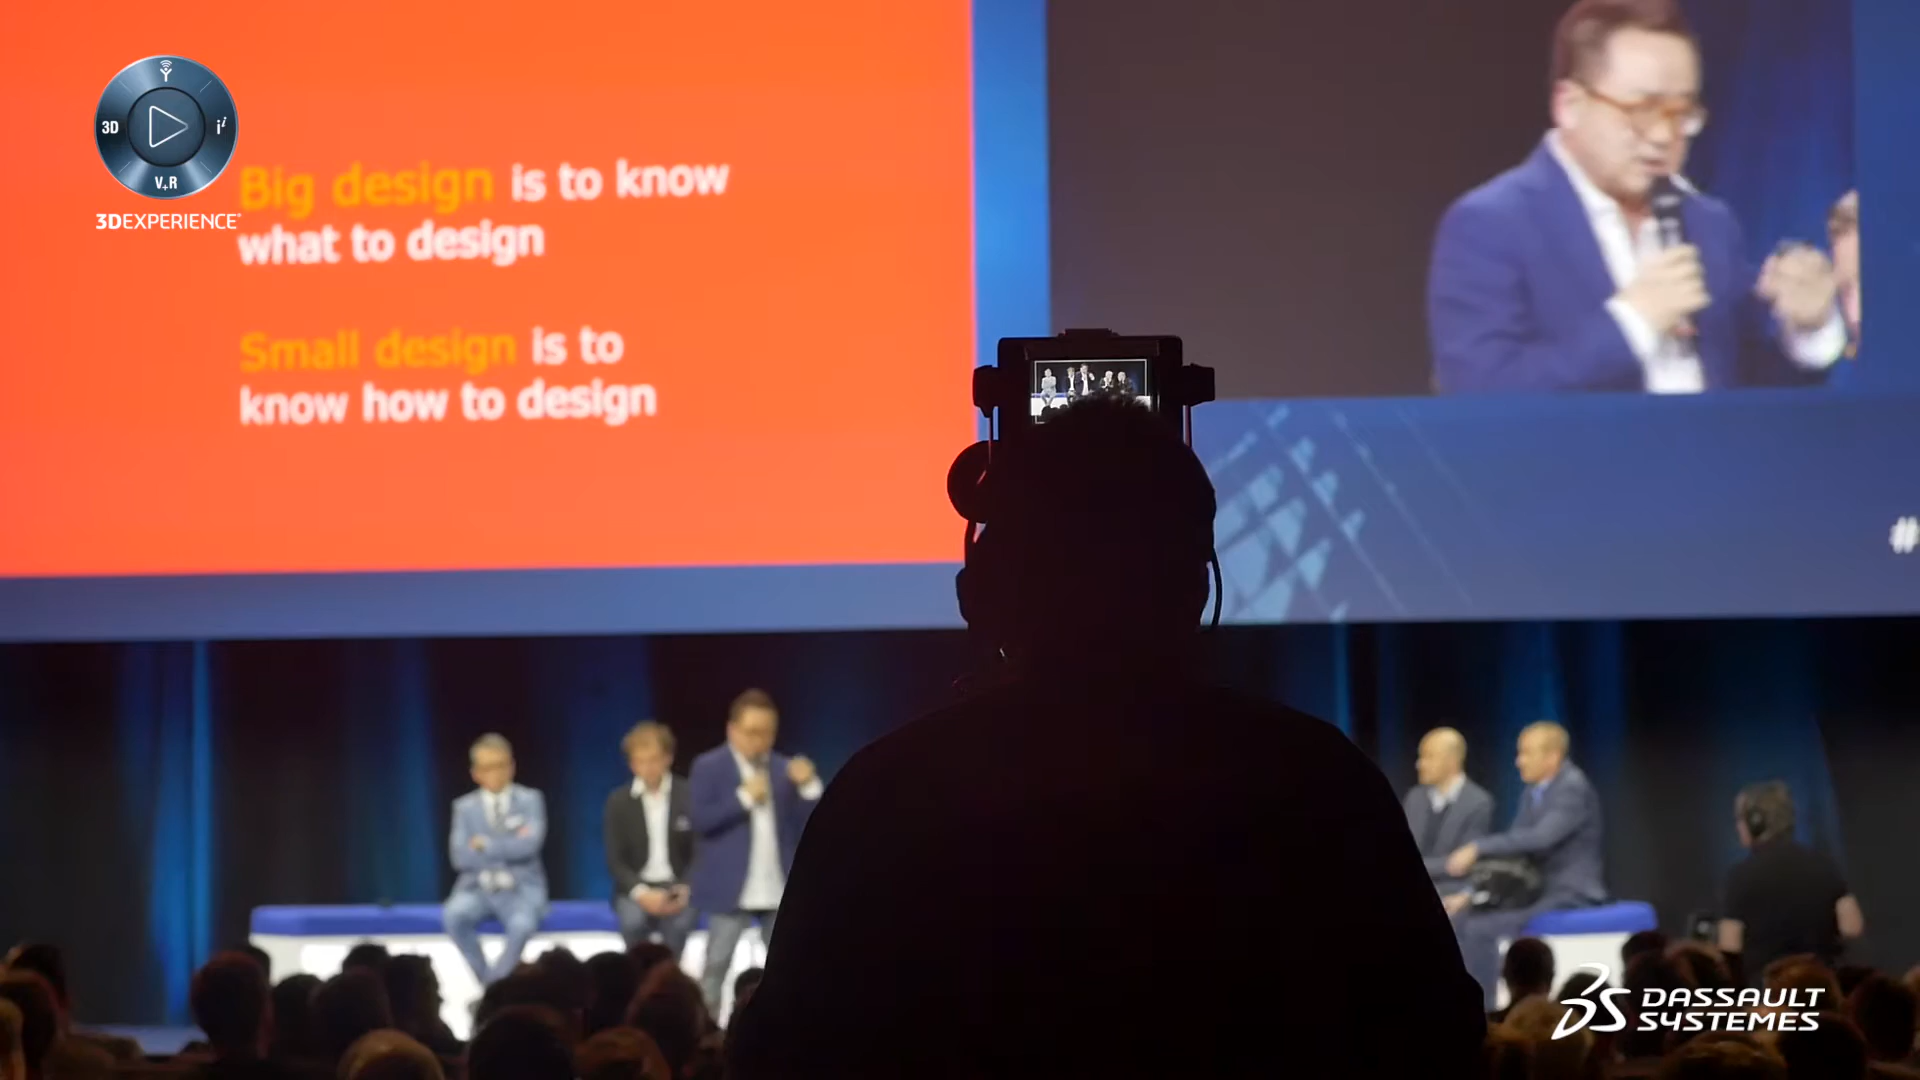 3D
i
V+R
3DEXPERIENCE®
Big design is to know
what to design
Small design is to
know how to design
#
DASSAULT
SYSTEMES